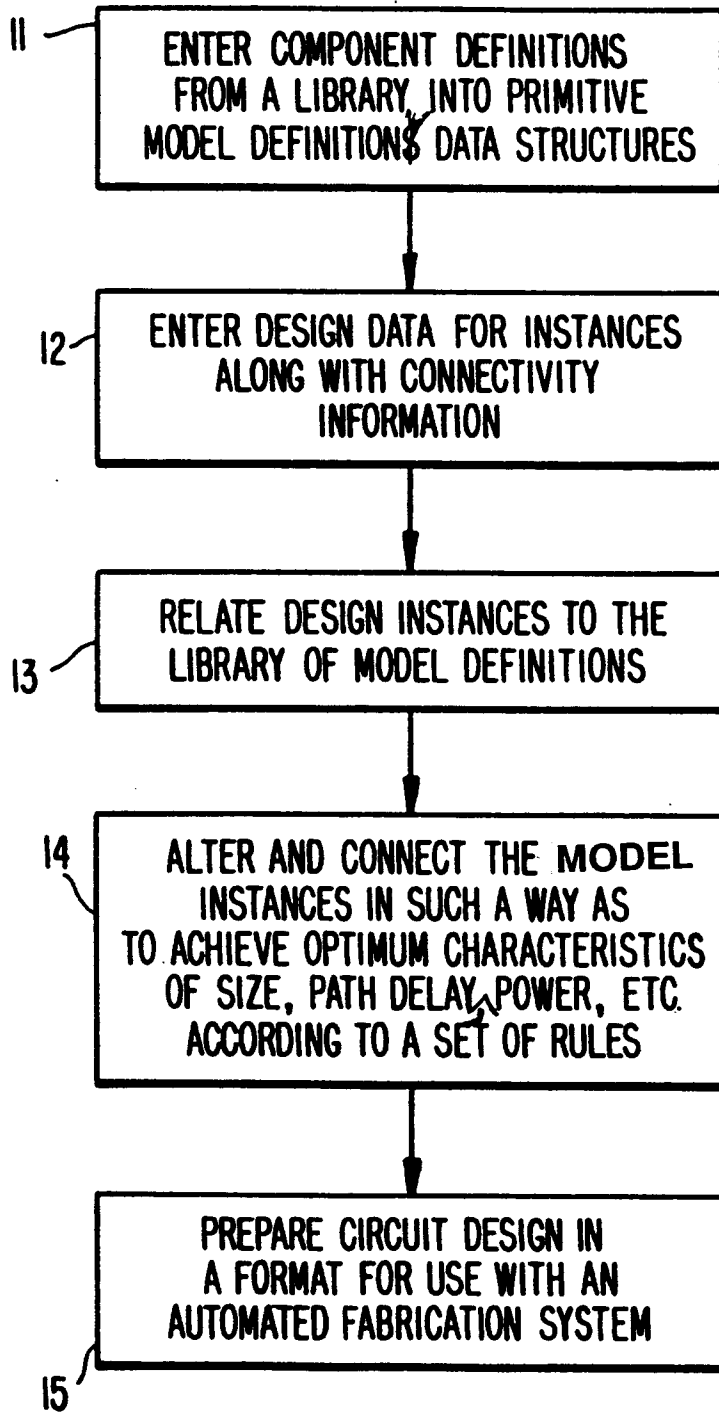 11
ENTER COMPONENT DEFINITIONS
FROM A LIBRARY INTO PRIMITIVE
MODEL DEFINITION DATA STRUCTURES
12
ENTER DESIGN DATA FOR INSTANCES
ALONG WITH CONNECTIVITY
INFORMATION
13
RELATE DESIGN INSTANCES TO THE
LIBRARY OF MODEL DEFINITIONS
14
ALTER AND CONNECT THE MODEL
INSTANCES IN SUCH A WAY AS
TO ACHIEVE OPTIMUM CHARACTERISTICS
OF SIZE, PATH DELAY, POWER, ETC.
ACCORDING TO A SET OF RULES
15
PREPARE CIRCUIT DESIGN IN
A FORMAT FOR USE WITH AN
AUTOMATED FABRICATION SYSTEM